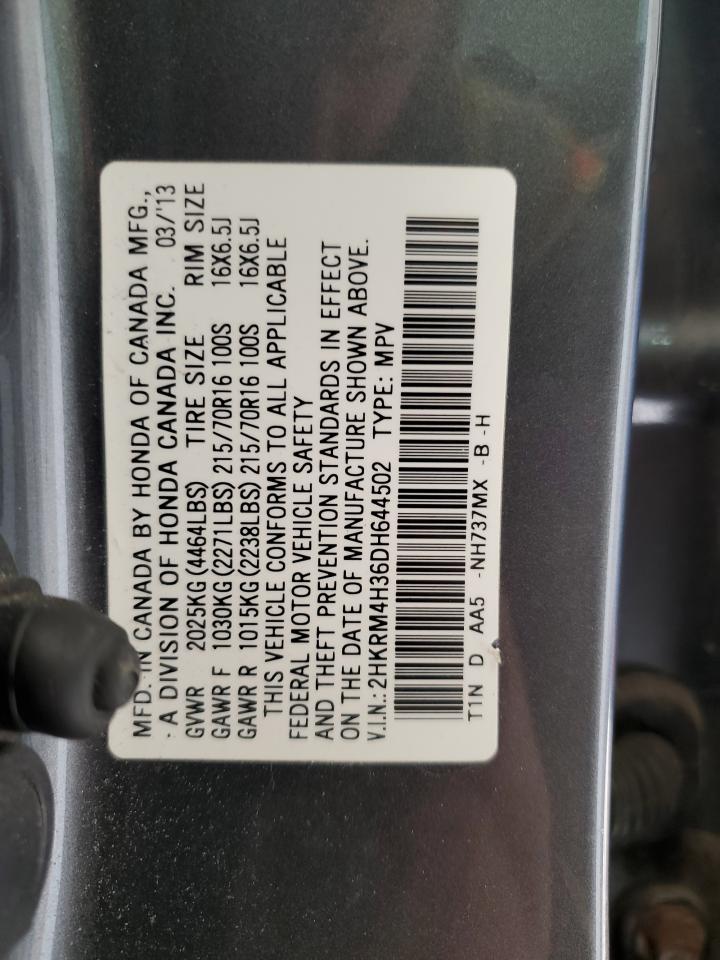 MFD. IN CANADA BY HONDA OF CANADA MFG.,
A DIVISION OF HONDA CANADA INC. 03/'13
GVWR 2025KG (4464LBS) TIRE SIZE RIM SIZE
GAWR F 1030KG (2271LBS) 215/70R16 100S 16X6.5J
GAWR R 1015KG (2238LBS) 215/70R16 100S 16X6.5J
THIS VEHICLE CONFORMS TO ALL APPLICABLE
FEDERAL MOTOR VEHICLE SAFETY
AND THEFT PREVENTION STANDARDS IN EFFECT
ON THE DATE OF MANUFACTURE SHOWN ABOVE.
V.I.N.: 2HKRM4H36DH644502 TYPE: MPV
T1N D AA5 -NH737MX -B -H